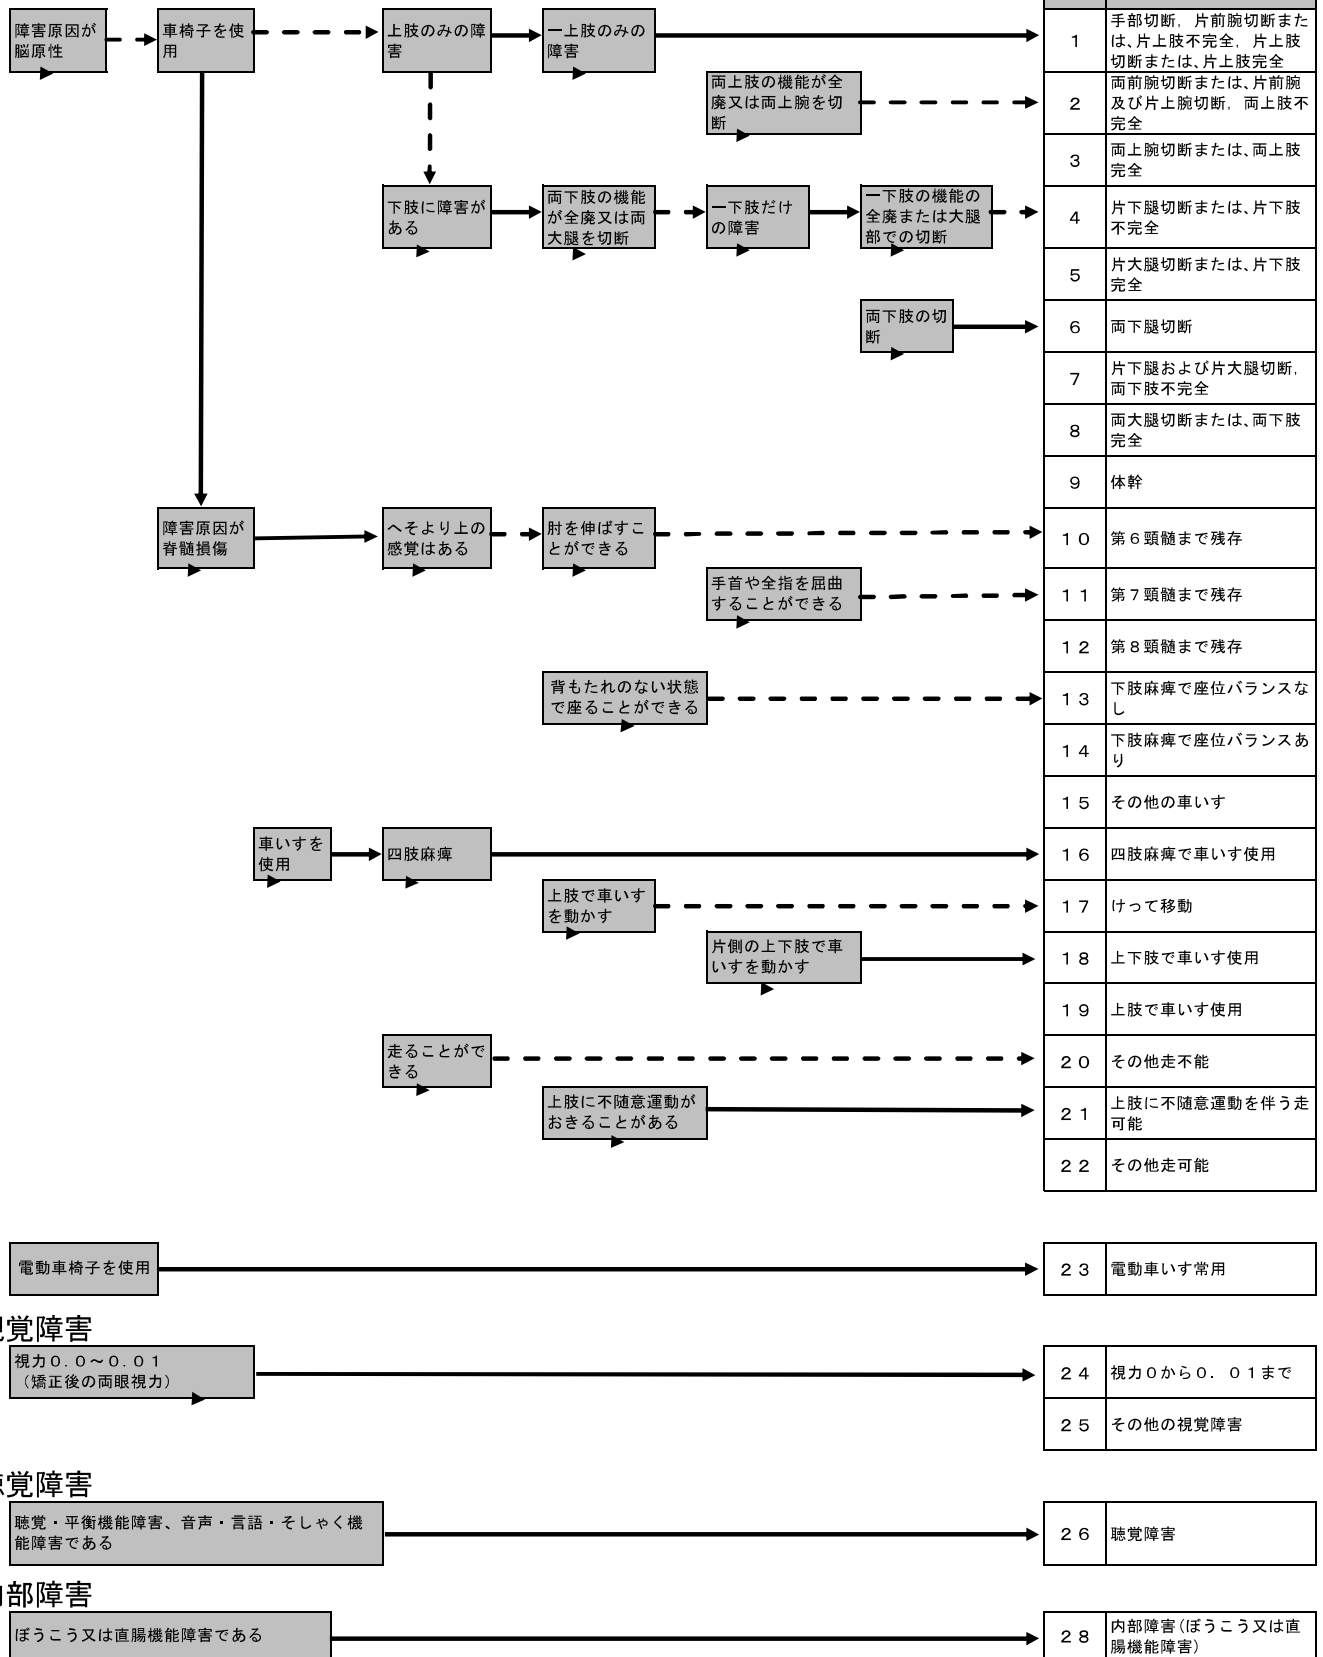 障害原因が
脳原性
車椅子を使
用
上肢のみの障
害
一上肢のみの
障害
1
手部切断，片前腕切断また
は、片上肢不完全，片上肢
切断または、片上肢完全
両上肢の機能が全
廃又は両上腕を切
断
2
両前腕切断または、片前腕
及び片上腕切断，両上肢不
完全
3
両上腕切断または、両上肢
完全
下肢に障害が
ある
両下肢の機能
が全廃又は両
大腿を切断
一下肢だけ
の障害
一下肢の機能の
全廃または大腿
部での切断
4
片下腿切断または、片下肢
不完全
5
片大腿切断または、片下肢
完全
両下肢の切
断
6
両下腿切断
7
片下腿および片大腿切断，
両下肢不完全
8
両大腿切断または、両下肢
完全
9
体幹
障害原因が
脊髄損傷
へそより上の
感覚はある
肘を伸ばすこ
とができる
１０
第６頸髄まで残存
手首や全指を屈曲
することができる
１１
第７頸髄まで残存
１２
第８頸髄まで残存
背もたれのない状態
で座ることができる
１３
下肢麻痺で座位バランスな
し
１４
下肢麻痺で座位バランスあ
り
１５
その他の車いす
車いすを
使用
四肢麻痺
１６
四肢麻痺で車いす使用
上肢で車いす
を動かす
１７
けって移動
片側の上下肢で車
いすを動かす
１８
上下肢で車いす使用
１９
上肢で車いす使用
走ることがで
きる
２０
その他走不能
上肢に不随意運動が
おきることがある
２１
上肢に不随意運動を伴う走
可能
２２
その他走可能
電動車椅子を使用
２３
電動車いす常用
覚障害
視力０.０～０.０１
（矯正後の両眼視力）
２４
視力０から０．０１まで
２５
その他の視覚障害
覚障害
聴覚・平衡機能障害、音声・言語・そしゃく機
能障害である
２６
聴覚障害
部障害
ぼうこう又は直腸機能障害である
２８
内部障害（ぼうこう又は直
腸機能障害）